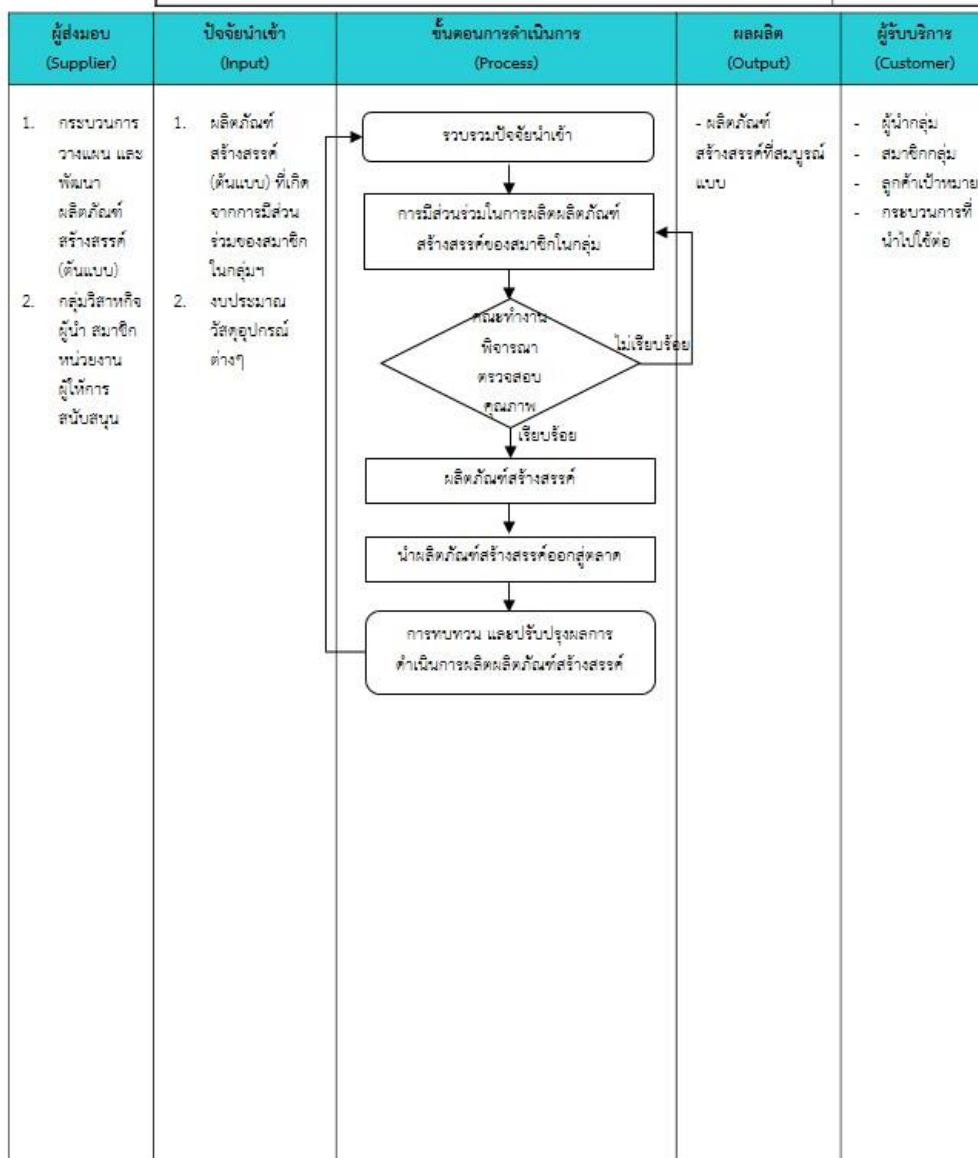 ผู้ส่งมอบ
(Supplier)
ปัจจัยนำเข้า
(Input)
ขั้นตอนการดำเนินการ
(Process)
ผลผลิต
(Output)
ผู้รับบริการ
(Customer)
1. กระบวนการ
วางแผน และ
พัฒนา
ผลิตภัณฑ์
สร้างสรรค์
(ต้นแบบ)
2. กลุ่มวิสาหกิจ
ผู้นำ สมาชิก
หน่วยงาน
ผู้ให้การ
สนับสนุน
1. ผลิตภัณฑ์
สร้างสรรค์
(ต้นแบบ) ที่เกิด
จากการมีส่วน
ร่วมของสมาชิก
ในกลุ่มฯ
2. งบประมาณ
วัสดุอุปกรณ์
ต่างๆ
รวบรวมปัจจัยนำเข้า
การมีส่วนร่วมในการผลิตผลิตภัณฑ์
สร้างสรรค์ของสมาชิกในกลุ่ม
คณะทำงาน
พิจารณา
ตรวจสอบ
คุณภาพ
ไม่เรียบร้อย
เรียบร้อย
ผลิตภัณฑ์สร้างสรรค์
นำผลิตภัณฑ์สร้างสรรค์ออกสู่ตลาด
การทบทวน และปรับปรุงผลการ
ดำเนินการผลิตผลิตภัณฑ์สร้างสรรค์
- ผลิตภัณฑ์
สร้างสรรค์ที่สมบูรณ์
แบบ
- ผู้นำกลุ่ม
- สมาชิกกลุ่ม
- ลูกค้าเป้าหมาย
- กระบวนการที่
นำไปใช้ต่อ